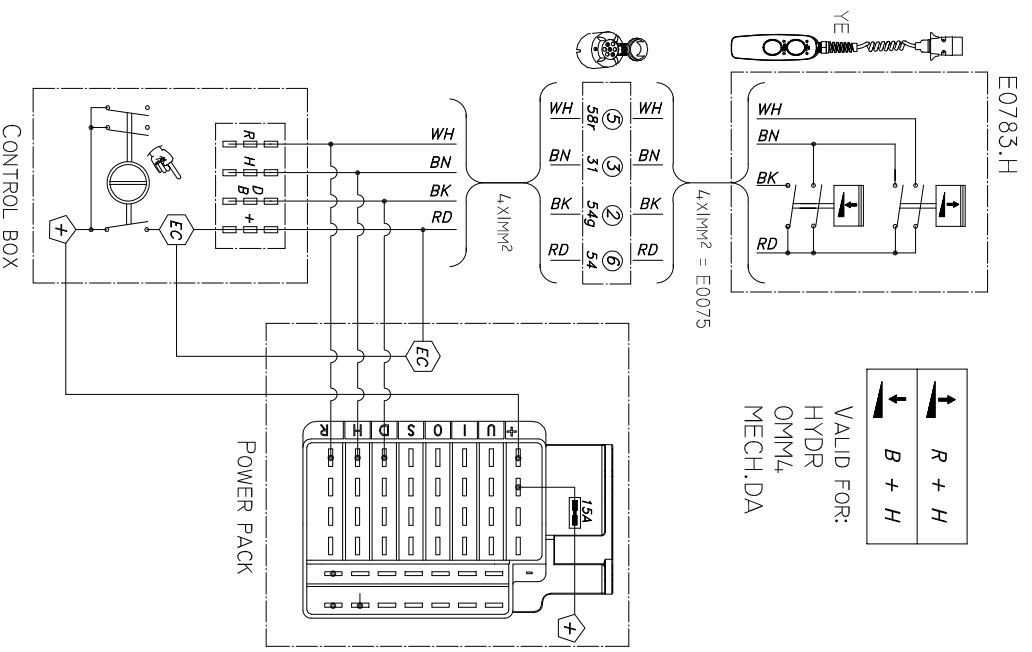 E0783.H
R + H
B + H
YE
VALID FOR:
HYDR
OMM4
MECH.DA
WH
BN
BK
RD
4X1MM² = E0075
WH BN BK RD
5 3 2 6
58r 31 54g 54
WH BN BK RD
4X1MM²
WH
BN
BK
RD
15A
+
+ U I O S D H R
-
EC
POWER PACK
R H D B +
EC
+
CONTROL BOX